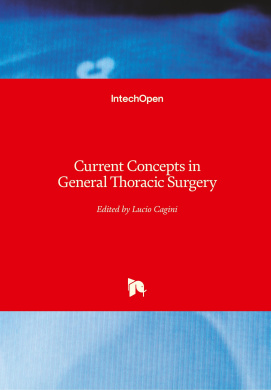 IntechOpen
Current Concepts in
General Thoracic Surgery
Edited by Lucio Cagini